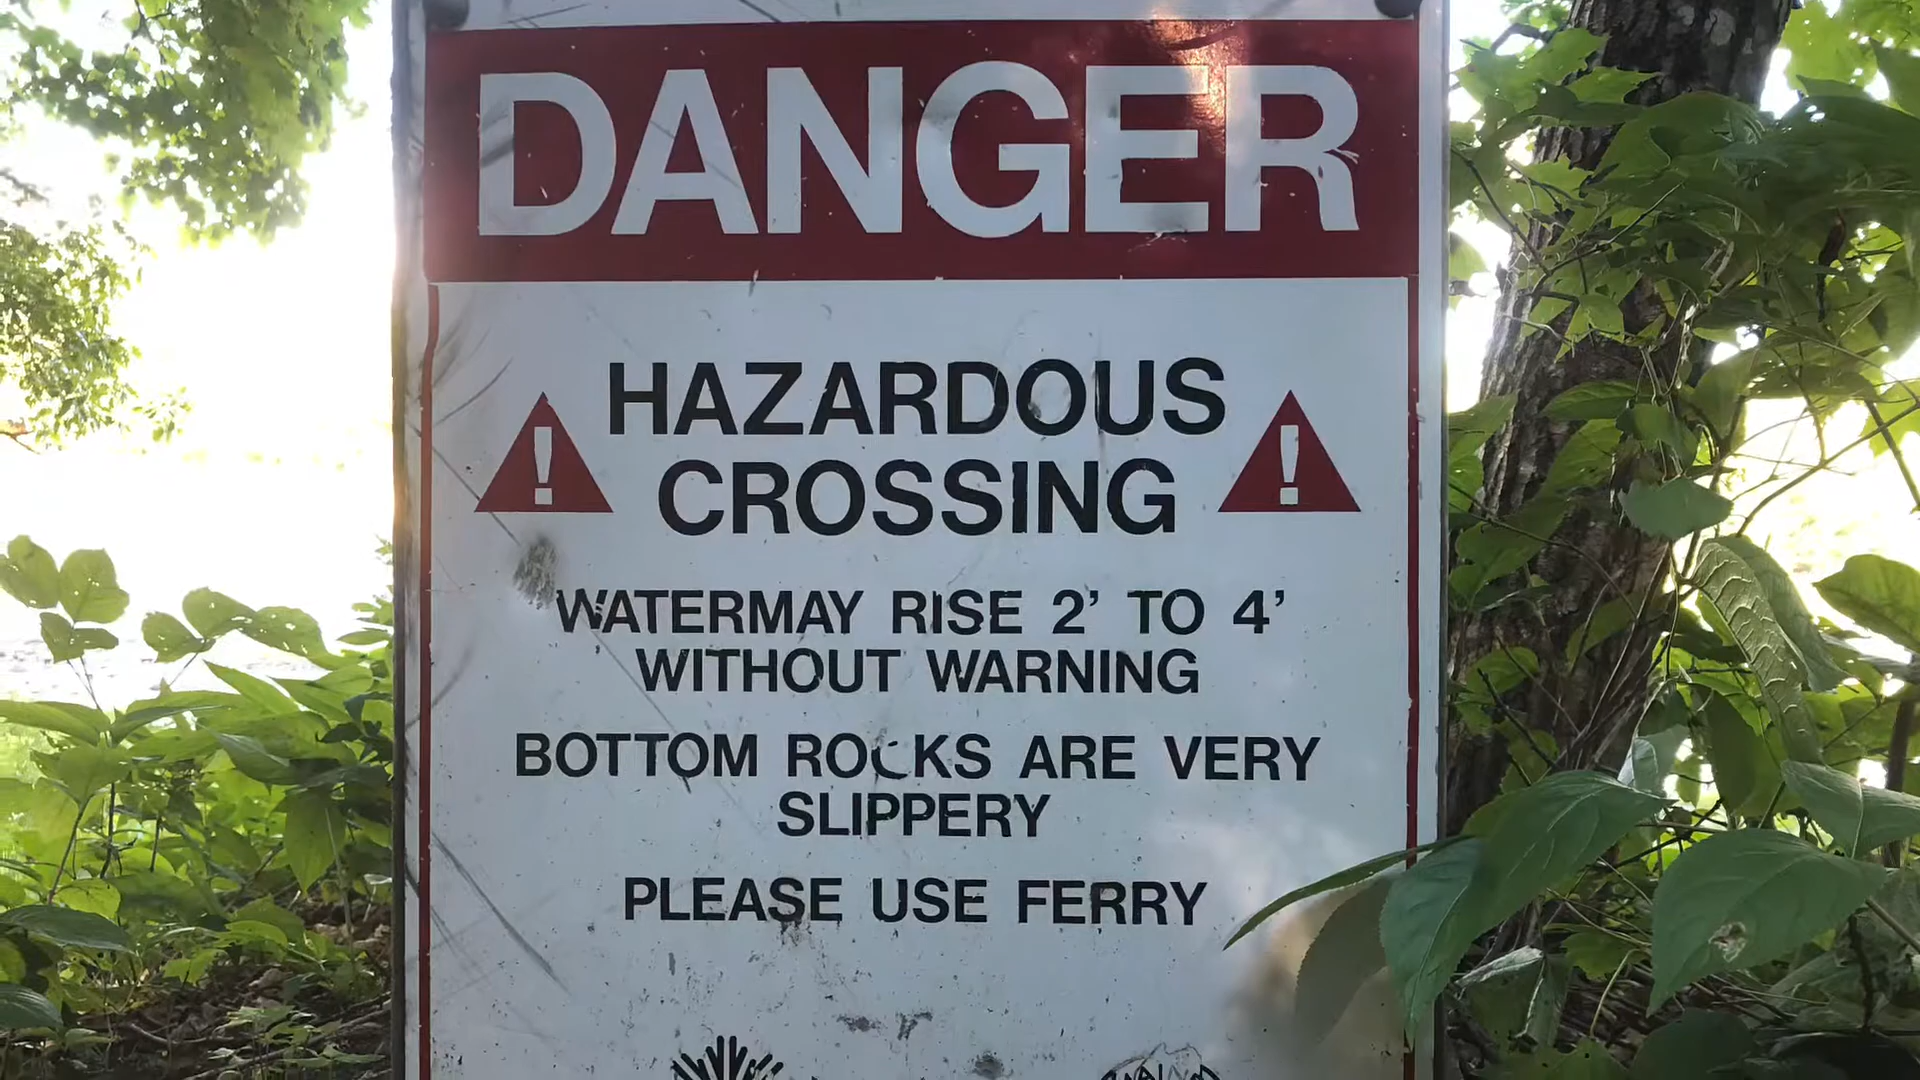 DANGER
HAZARDOUS
CROSSING
WATERMAY RISE 2' TO 4'
WITHOUT WARNING
BOTTOM ROCKS ARE VERY
SLIPPERY
PLEASE USE FERRY